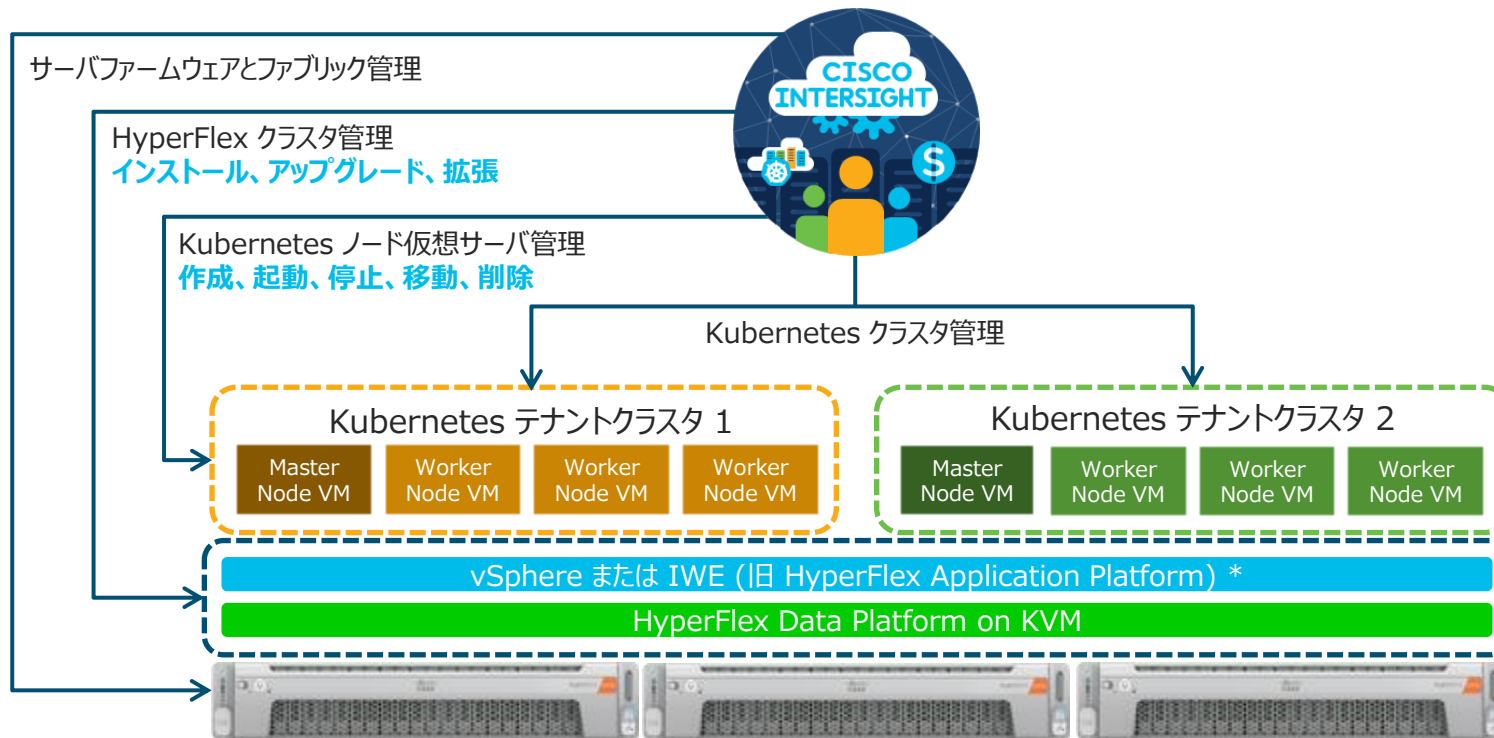 サーバファームウェアとファブリック管理
CISCO
INTERSIGHT
HyperFlex クラスタ管理
インストール、アップグレード、拡張
$
Kubernetes ノード仮想サーバ管理
作成、起動、停止、移動、削除
Kubernetes クラスタ管理
Kubernetes テナントクラスタ 1
Master
Node VM
Worker
Node VM
Worker
Node VM
Worker
Node VM
Kubernetes テナントクラスタ 2
Master
Node VM
Worker
Node VM
Worker
Node VM
Worker
Node VM
vSphere または IWE (旧 HyperFlex Application Platform) *
HyperFlex Data Platform on KVM